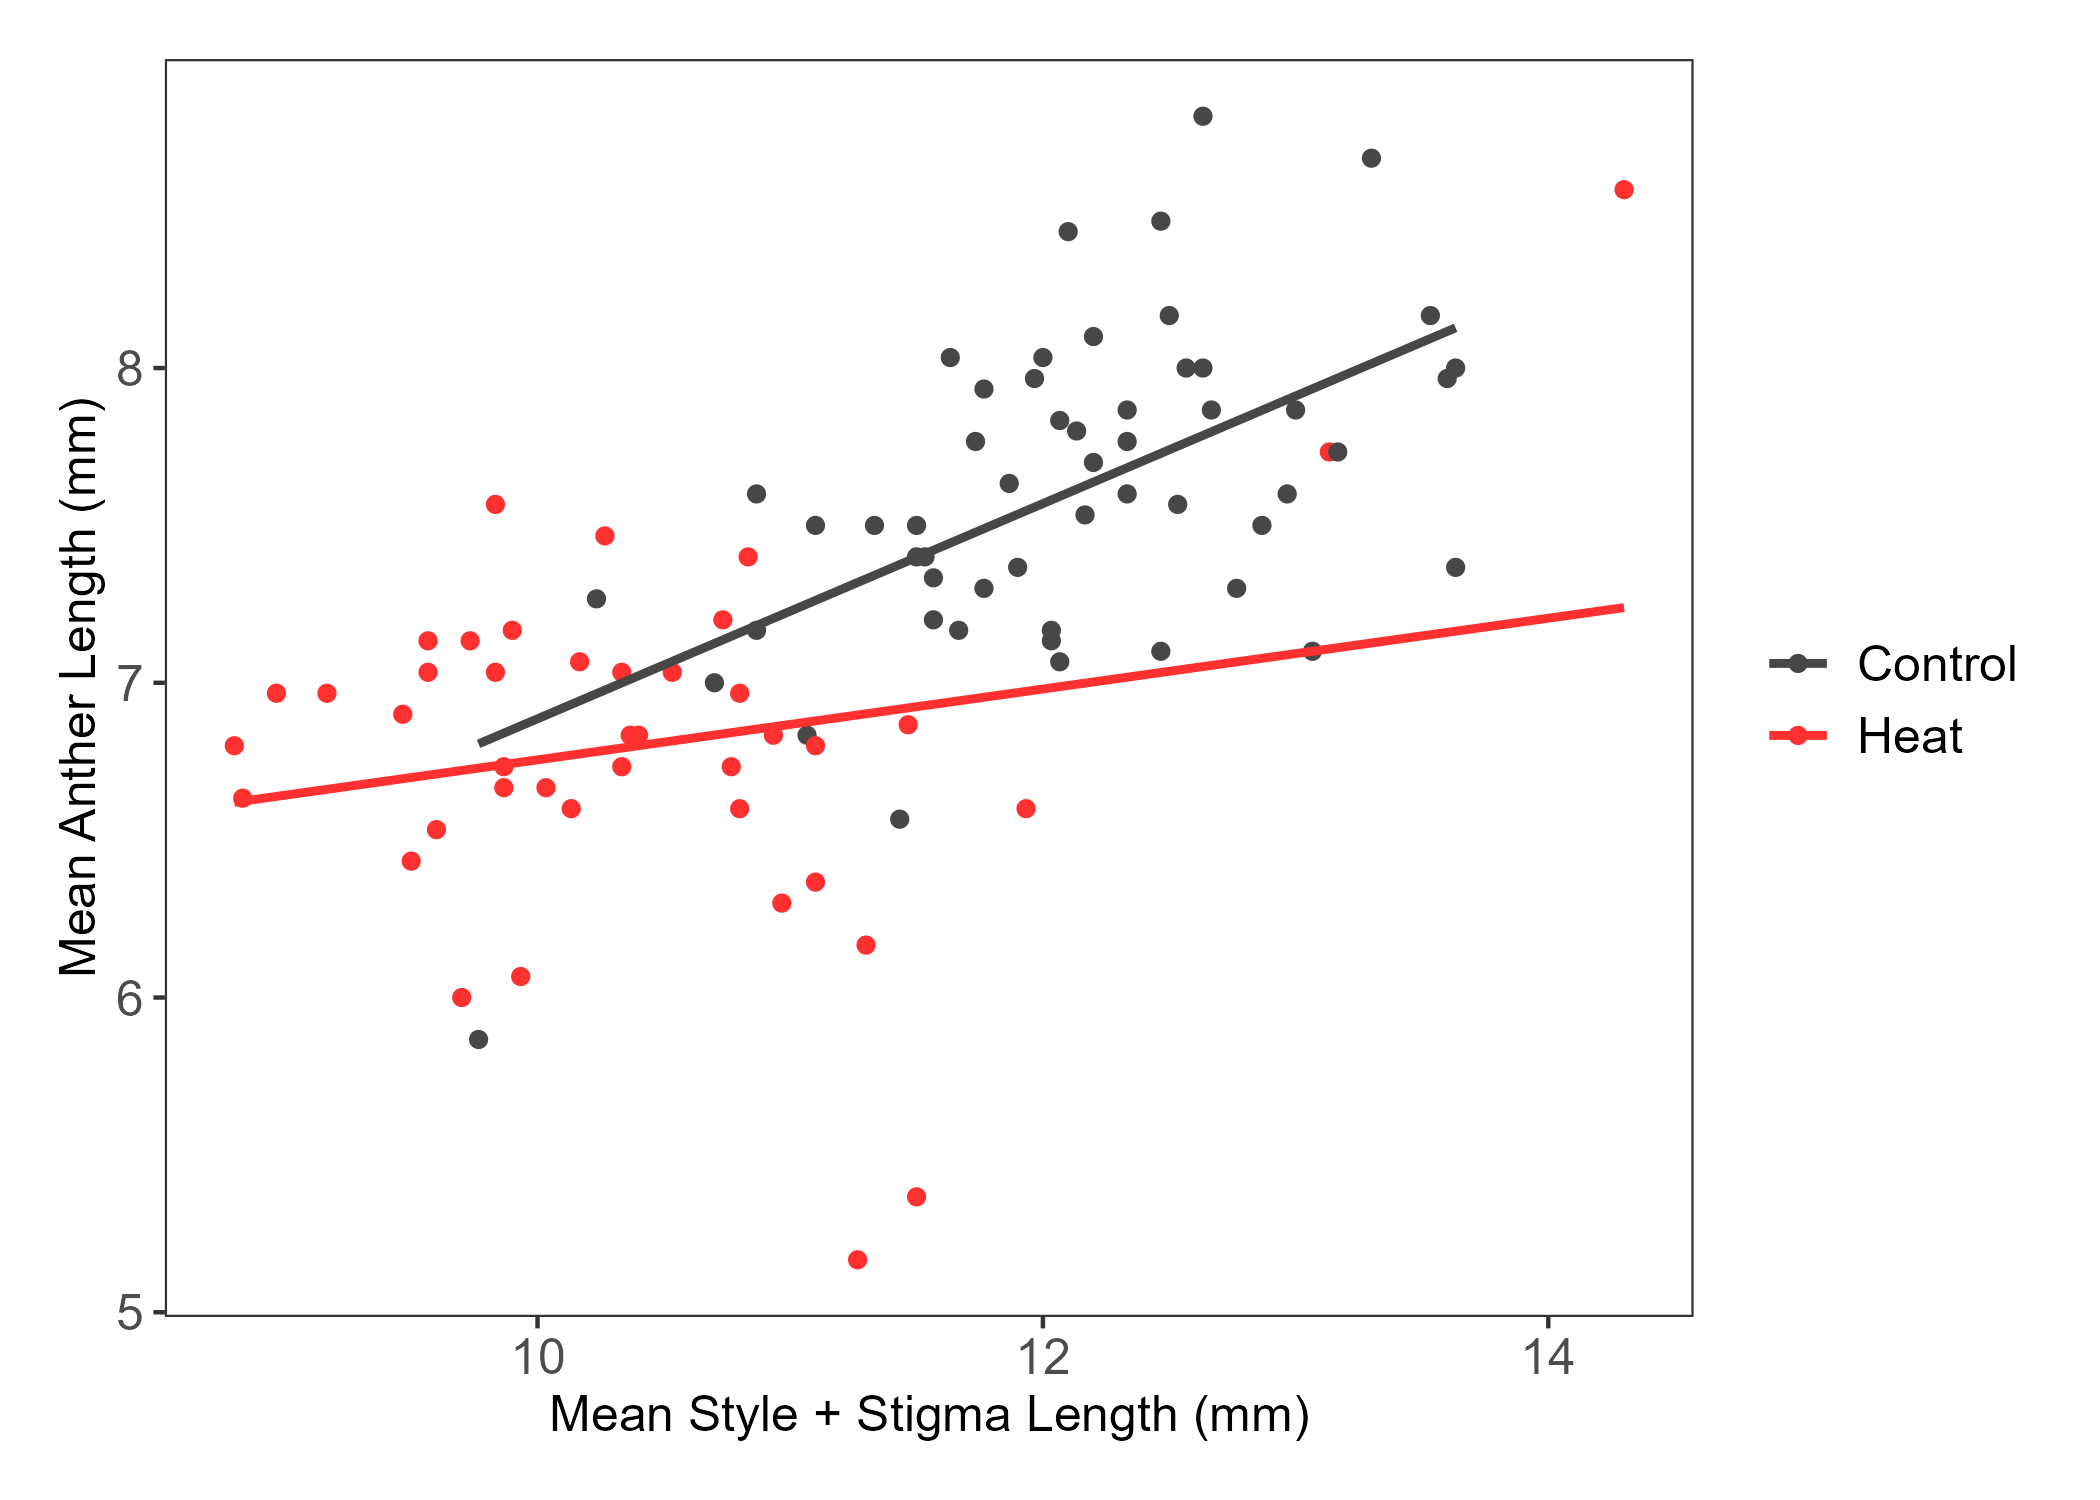 Mean Anther Length (mm)
8
7
6
5
10 12 14
Mean Style + Stigma Length (mm)
Control
Heat